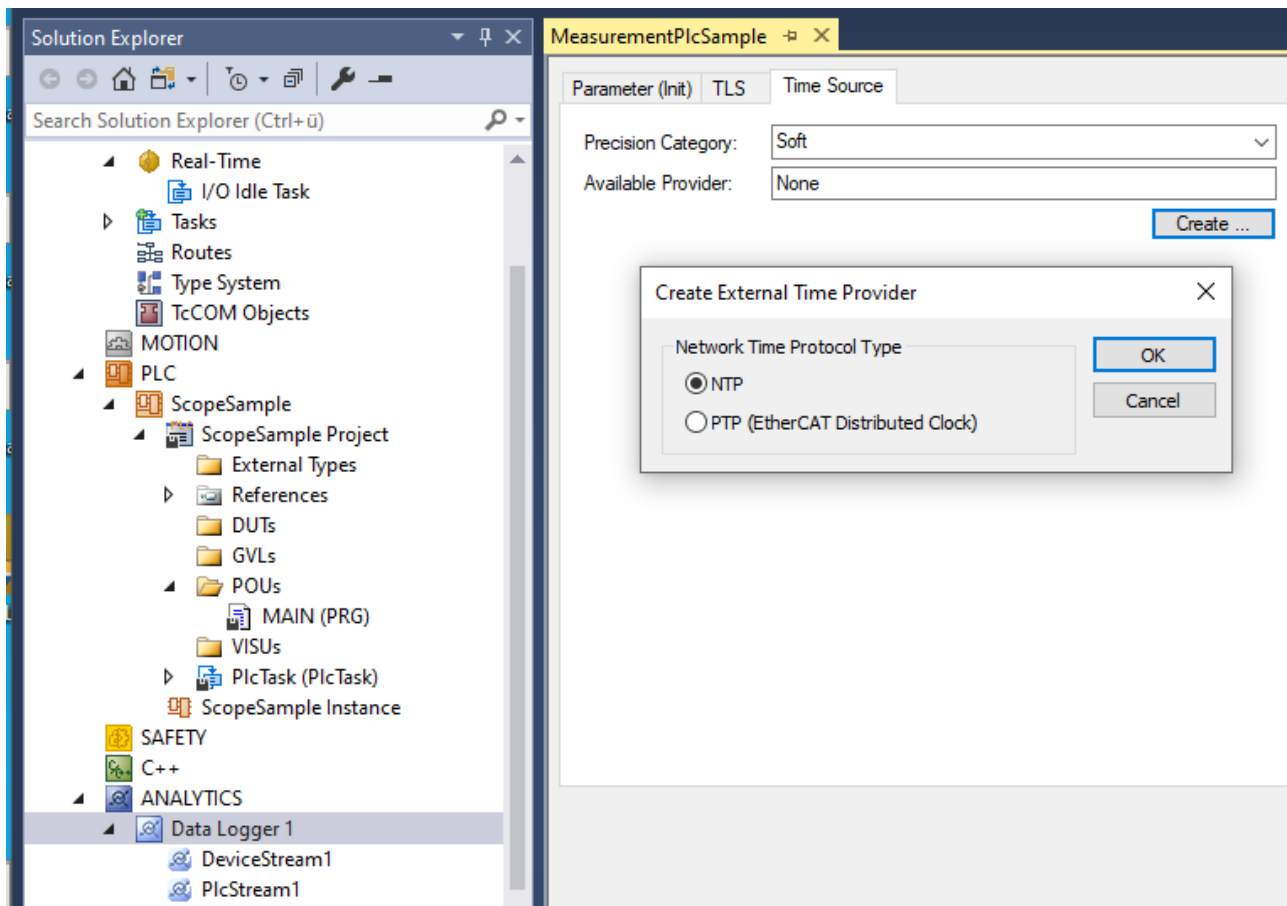 Solution Explorer
Search Solution Explorer (Ctrl+ü)
Real-Time
I/O Idle Task
Tasks
Routes
Type System
TcCOM Objects
MOTION
PLC
ScopeSample
ScopeSample Project
External Types
References
DUTs
GVLs
POUs
MAIN (PRG)
VISUs
PlcTask (PlcTask)
ScopeSample Instance
SAFETY
C++
ANALYTICS
Data Logger 1
DeviceStream1
PlcStream1
MeasurementPlcSample
Parameter (Init) TLS Time Source
Precision Category: Soft
Available Provider: None
Create ...
Create External Time Provider
Network Time Protocol Type
NTP
PTP (EtherCAT Distributed Clock)
OK
Cancel